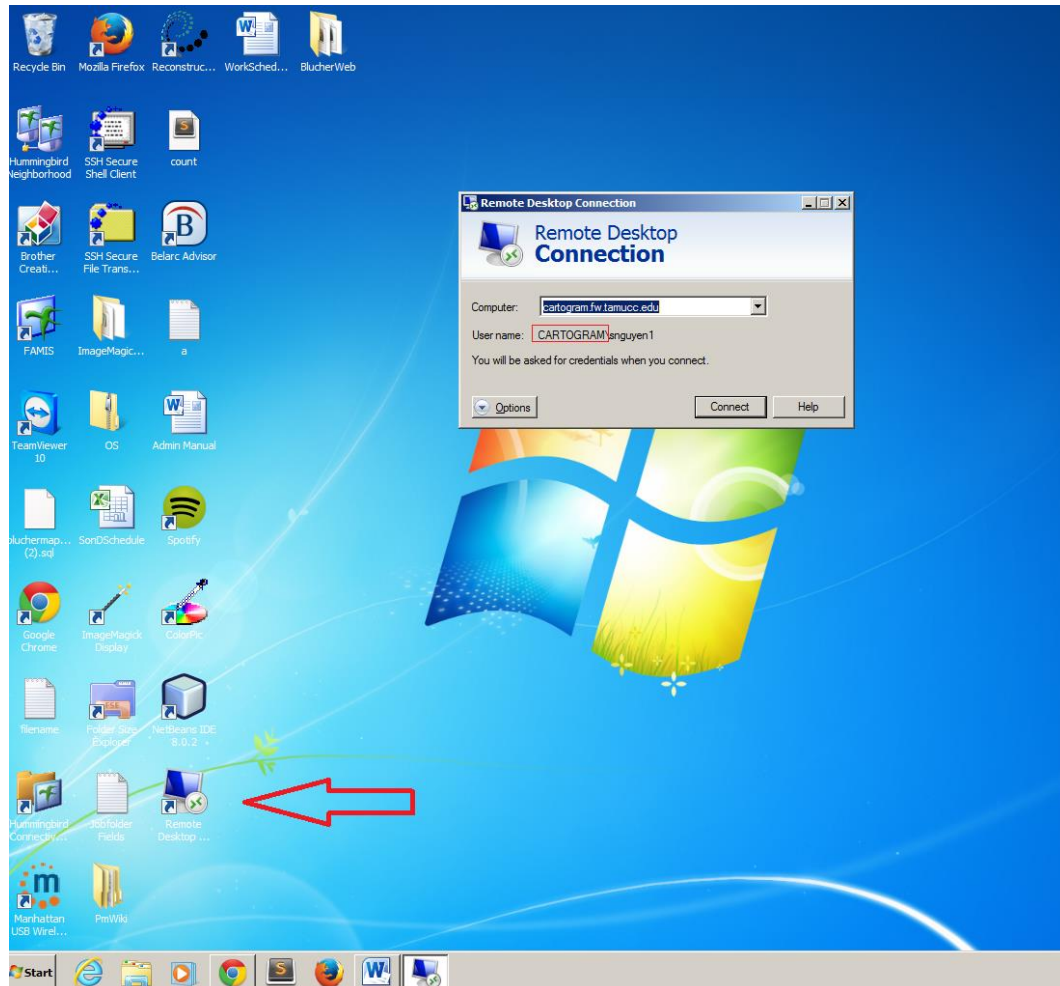 Recycle Bin
Mozilla Firefox
Reconstruc...
WorkSched...
BlucherWeb
Hummingbird
Neighborhood
SSH Secure
Shell Client
count
Brother
Creati...
SSH Secure
File Trans...
Belarc Advisor
FAMIS
ImageMagic...
a
TeamViewer
10
OS
Admin Manual
bluchermap...
(2).sql
SonDSchedule
Spotify
Google
Chrome
ImageMagick
Display
ColorPic
filename
Folder Size
Explorer
NetBeans IDE
8.0.2
Hummingbird
Connectiv...
Jobfolder
Fields
Remote
Desktop ...
Manhattan
USB Wirel...
PmWiki
Remote Desktop Connection
Remote Desktop
Connection
Computer: cartogram.fw.tamucc.edu
User name: CARTOGRAM\snguyen1
You will be asked for credentials when you connect.
Options
Connect
Help
Start